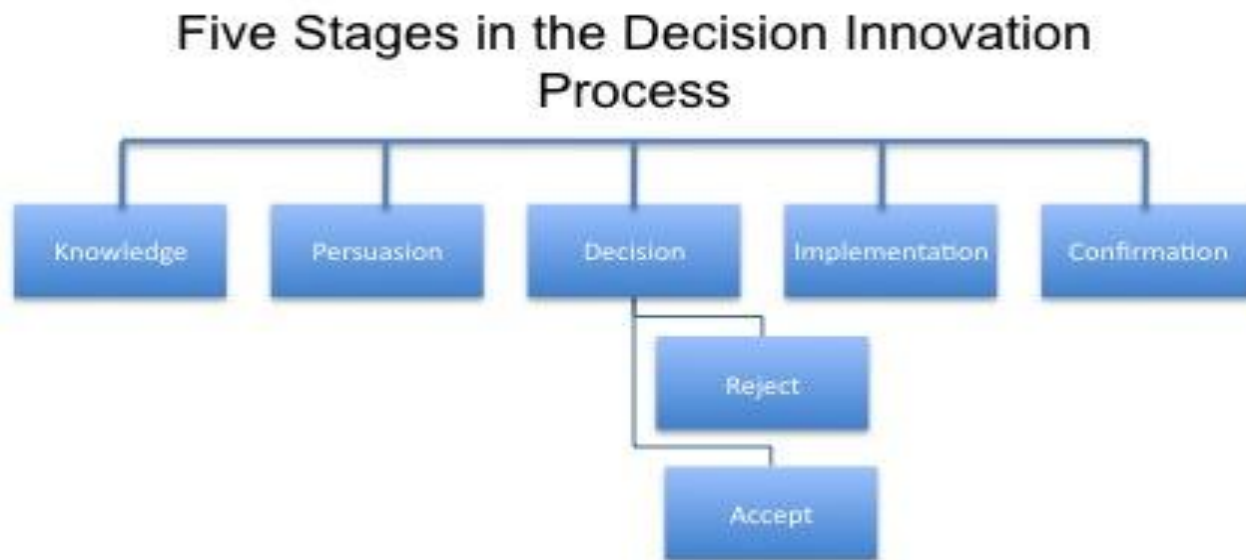 Five Stages in the Decision Innovation
Process
Knowledge
Persuasion
Decision
Implementation
Confirmation
Reject
Accept